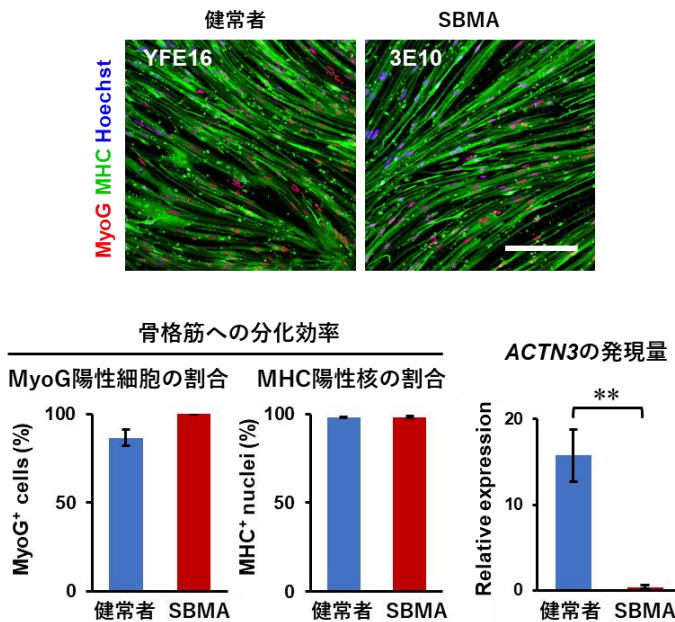 健常者
SBMA
YFE16
3E10
MyoG MHC Hoechst
骨格筋への分化効率
MyoG陽性細胞の割合
MHC陽性核の割合
ACTN3の発現量
MyoG⁺ cells (%)
100
50
0
健常者 SBMA
MHC⁺ nuclei (%)
100
50
0
健常者 SBMA
Relative expression
20
10
0
**
健常者 SBMA